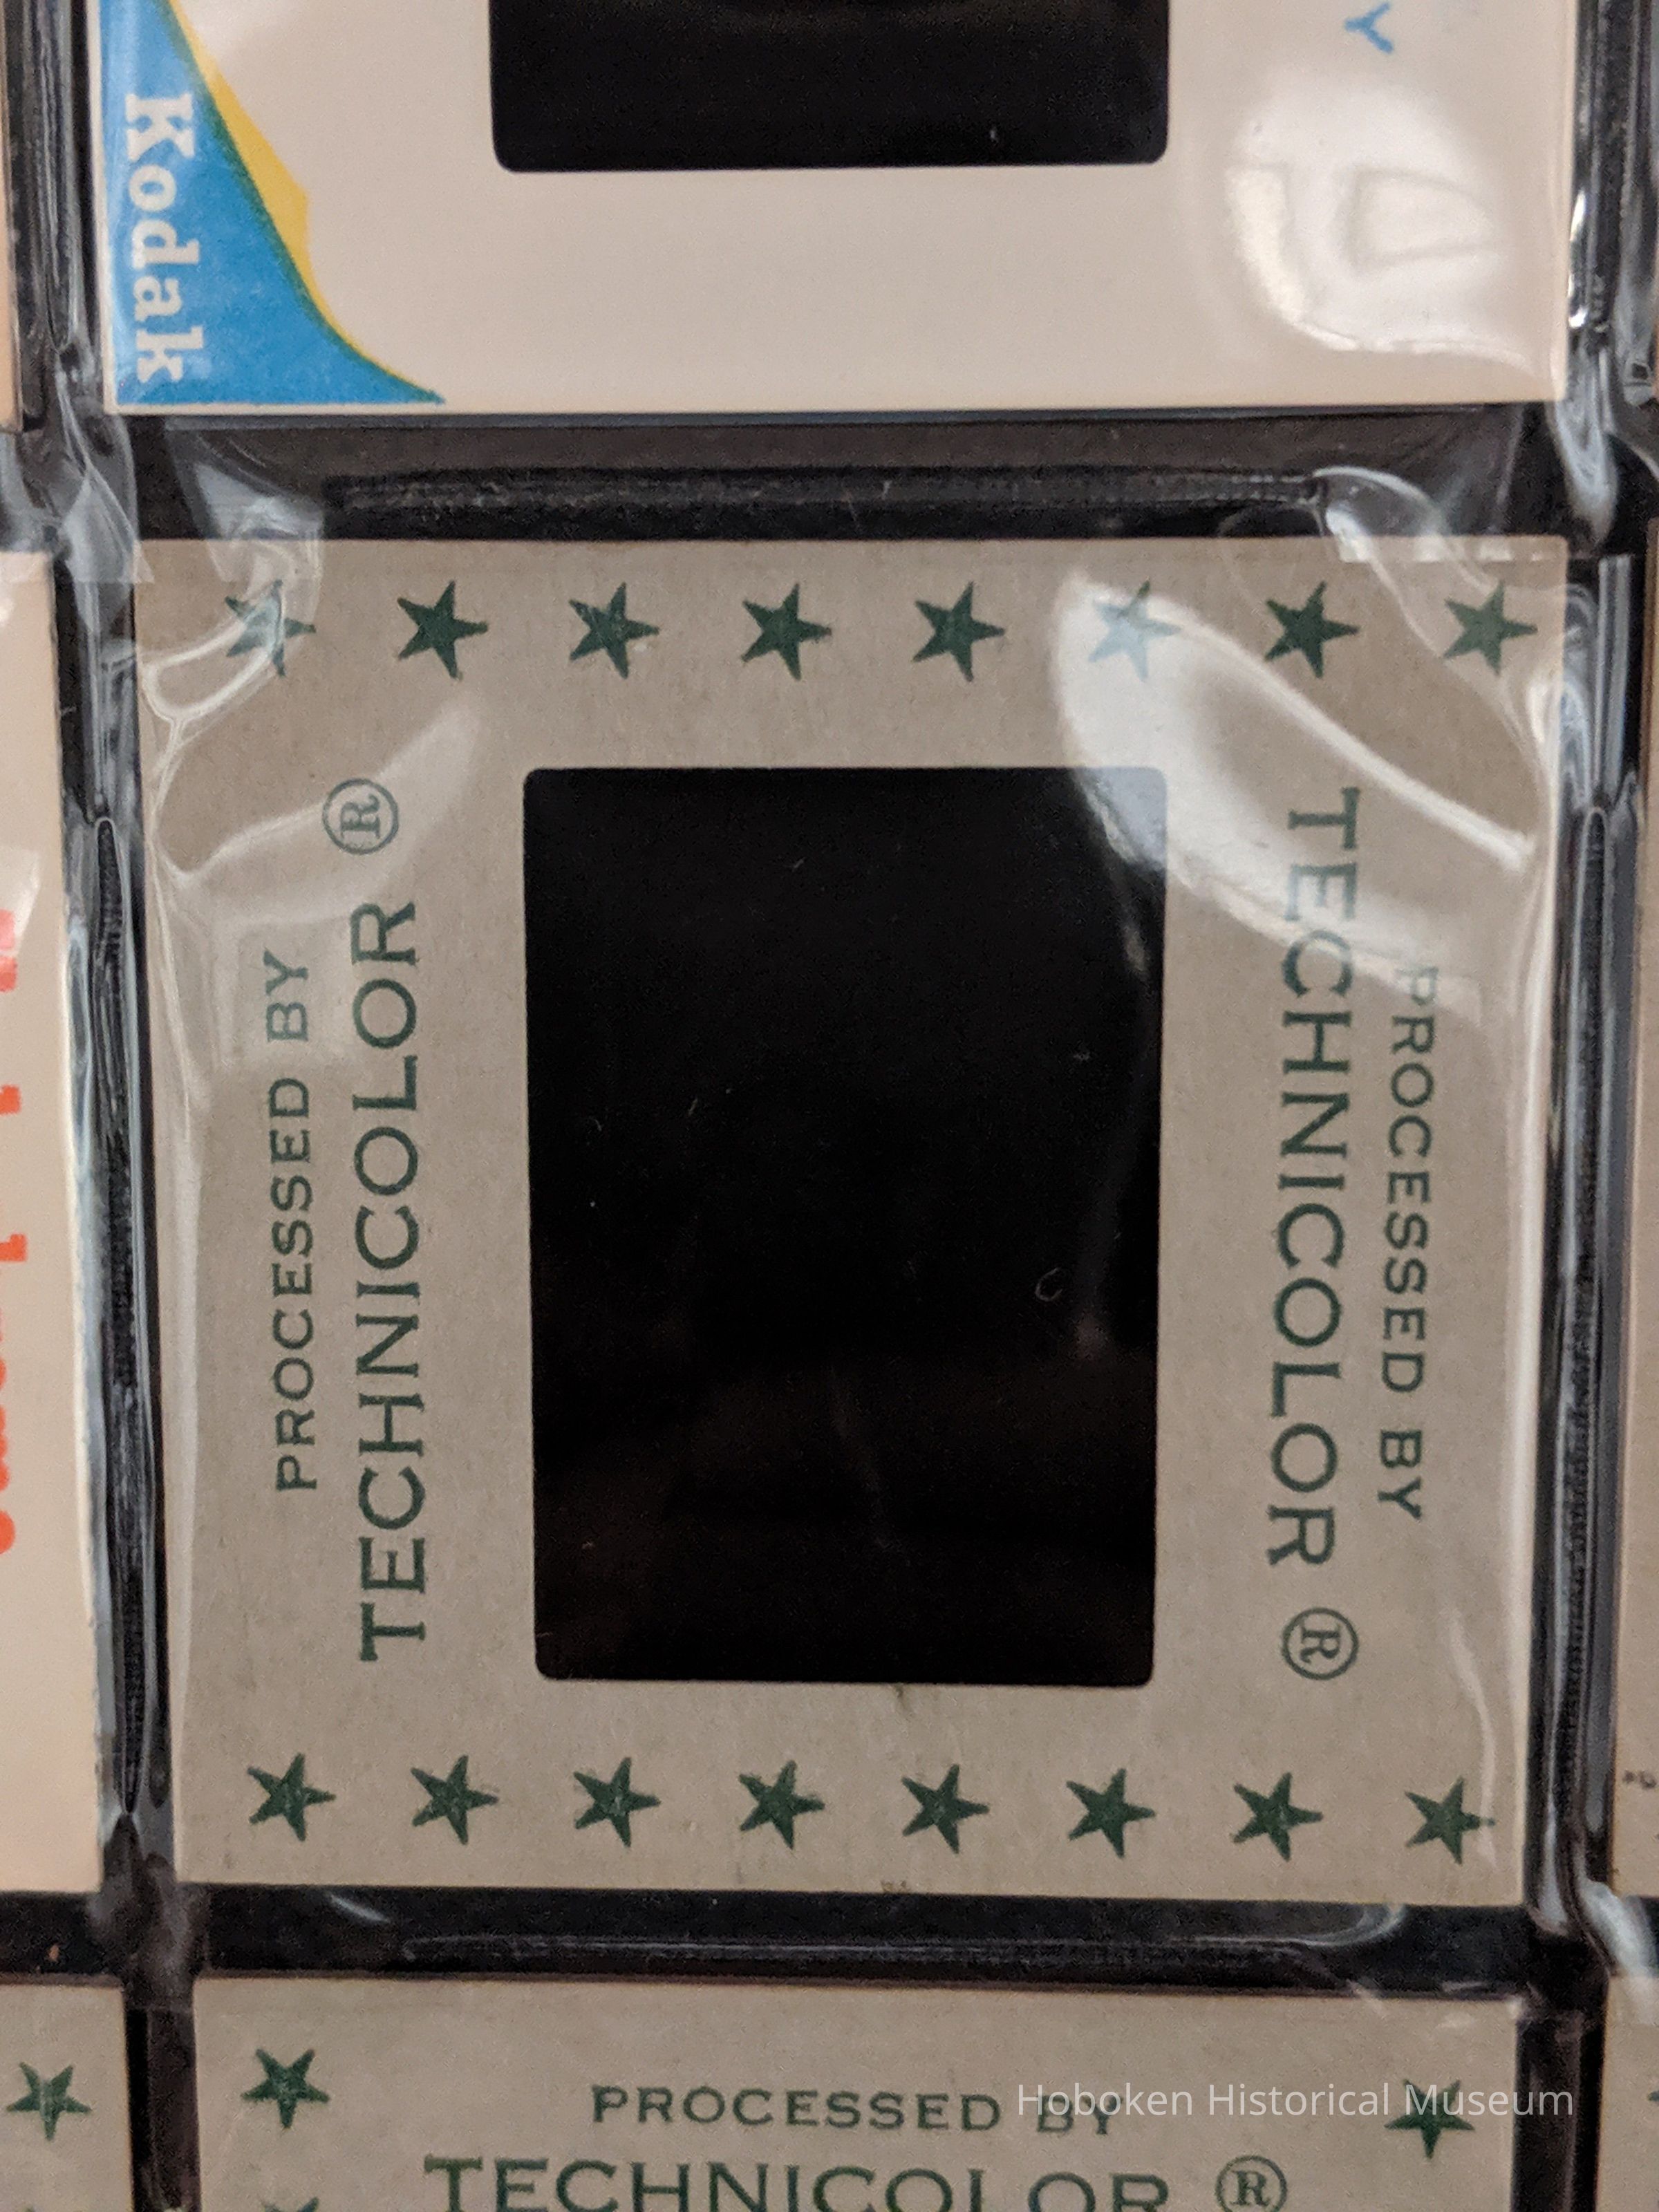 Y
Kodak
PROCESSED BY
TECHNICOLOR ®
PROCESSED BY
TECHNICOLOR ®
PROCESSED BY
TECHNICOLOR ®
Hoboken Historical Museum